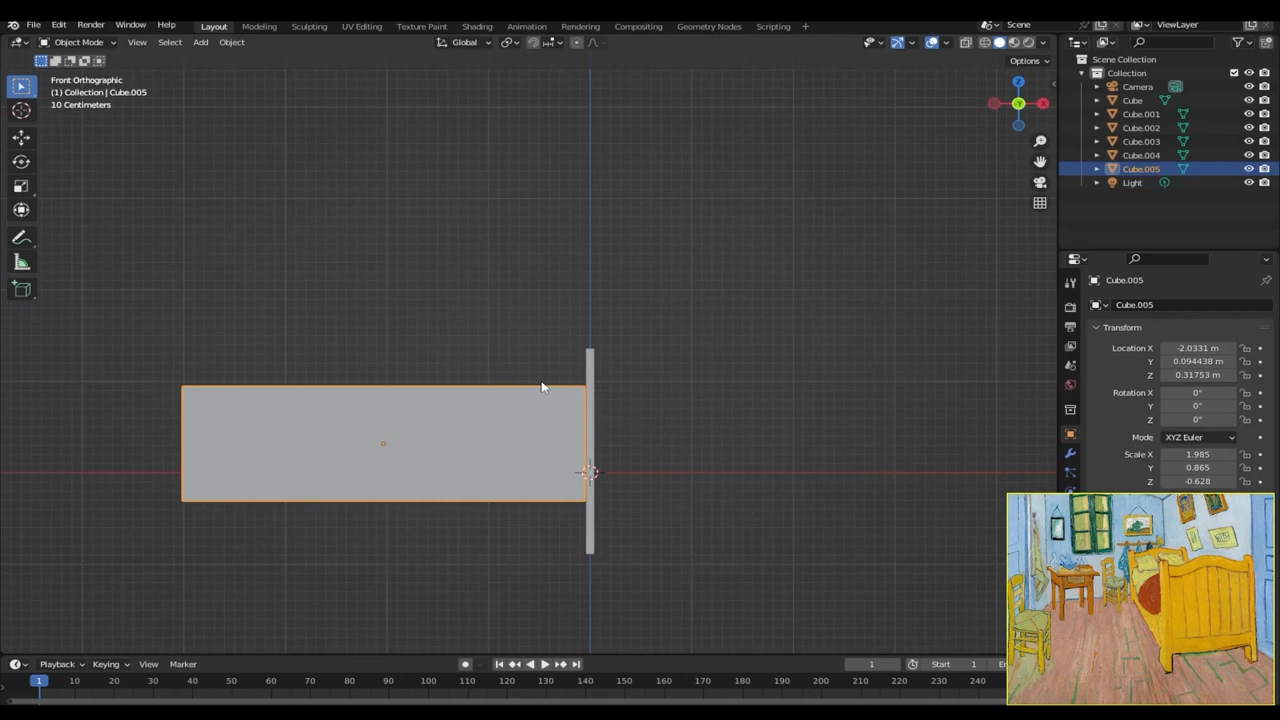 File Edit Render Window Help Layout Modeling Sculpting UV Editing Texture Paint Shading Animation Rendering Compositing Geometry Nodes Scripting + Scene ViewLayer
Object Mode View Select Add Object Global
Options
Front Orthographic
(1) Collection | Cube.005
10 Centimeters
Z
-Y
X
Scene Collection
Collection
Camera
Cube
Cube.001
Cube.002
Cube.003
Cube.004
Cube.005
Light
Cube.005
Cube.005
Transform
Location X -2.0331 m
Y 0.094438 m
Z 0.31753 m
Rotation X 0°
Y 0°
Z 0°
Mode XYZ Euler
Scale X 1.985
Y 0.865
Z -0.628
Playback Keying View Marker 1 Start 1
1 10 20 30 40 50 60 70 80 90 100 110 120 130 140 150 160 170 180 190 200 210 220 230 240